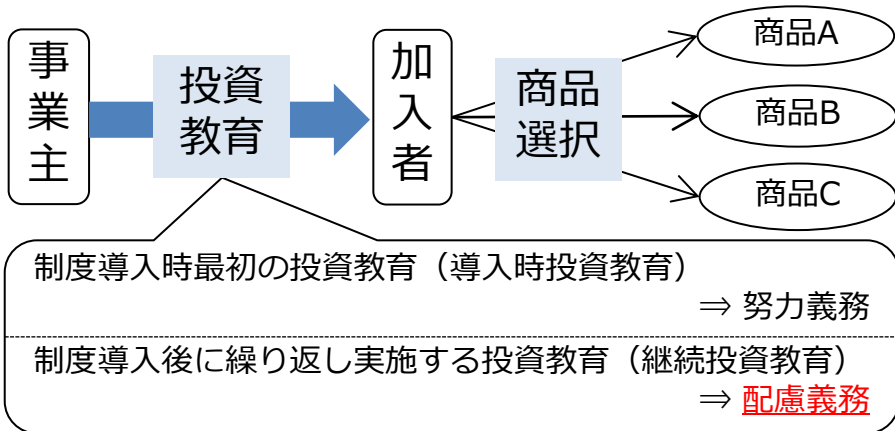 事業主
投資
教育
加入者
商品
選択
商品A
商品B
商品C
制度導入時最初の投資教育（導入時投資教育）
⇒ 努力義務
制度導入後に繰り返し実施する投資教育（継続投資教育）
⇒ 配慮義務